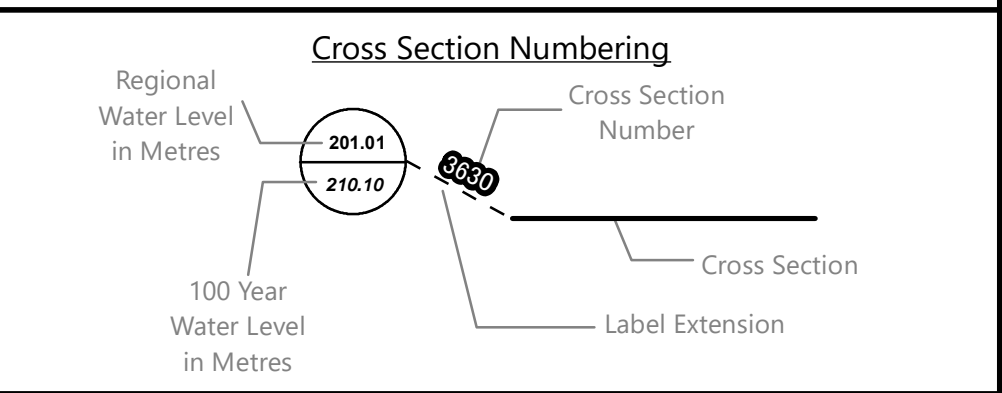 Cross Section Numbering
Regional
Water Level
in Metres
201.01
210.10
3630
Cross Section
Number
Cross Section
Label Extension
100 Year
Water Level
in Metres